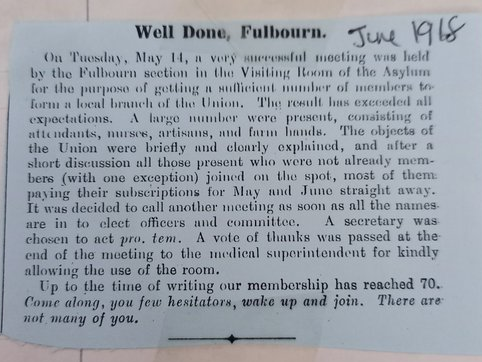 Well Done, Fulbourn.
June 1918
On Tuesday, May 14, a very successful meeting was held
by the Fulbourn section in the Visiting Room of the Asylum
for the purpose of getting a sufficient number of members to
form a local branch of the Union. The result has exceeded all
expectations. A large number were present, consisting of
attendants, nurses, artisans, and farm hands. The objects of
the Union were briefly and clearly explained, and after a
short discussion all those present who were not already mem-
bers (with one exception) joined on the spot, most of them
paying their subscriptions for May and June straight away.
It was decided to call another meeting as soon as all the names
are in to elect officers and committee. A secretary was
chosen to act pro. tem. A vote of thanks was passed at the
end of the meeting to the medical superintendent for kindly
allowing the use of the room.
Up to the time of writing our membership has reached 70.
Come along, you few hesitators, wake up and join. There are
not many of you.